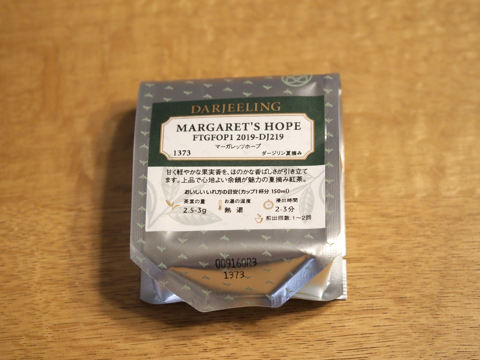 DARJEELING
MARGARET'S HOPE
FTGFOP1 2019-DJ219
マーガレッツホープ
1373 ダージリン夏摘み
甘く軽やかな果実香を、ほのかな香ばしさが引き立て
ます。上品で心地よい余韻が魅力の夏摘み紅茶。
おいしいいれ方の目安(カップ1杯分 150ml)
茶葉の量 お湯の温度 浸出時間
2.5-3g 熱湯 2-3分
煎出回数:1〜2回
009160R3
1373